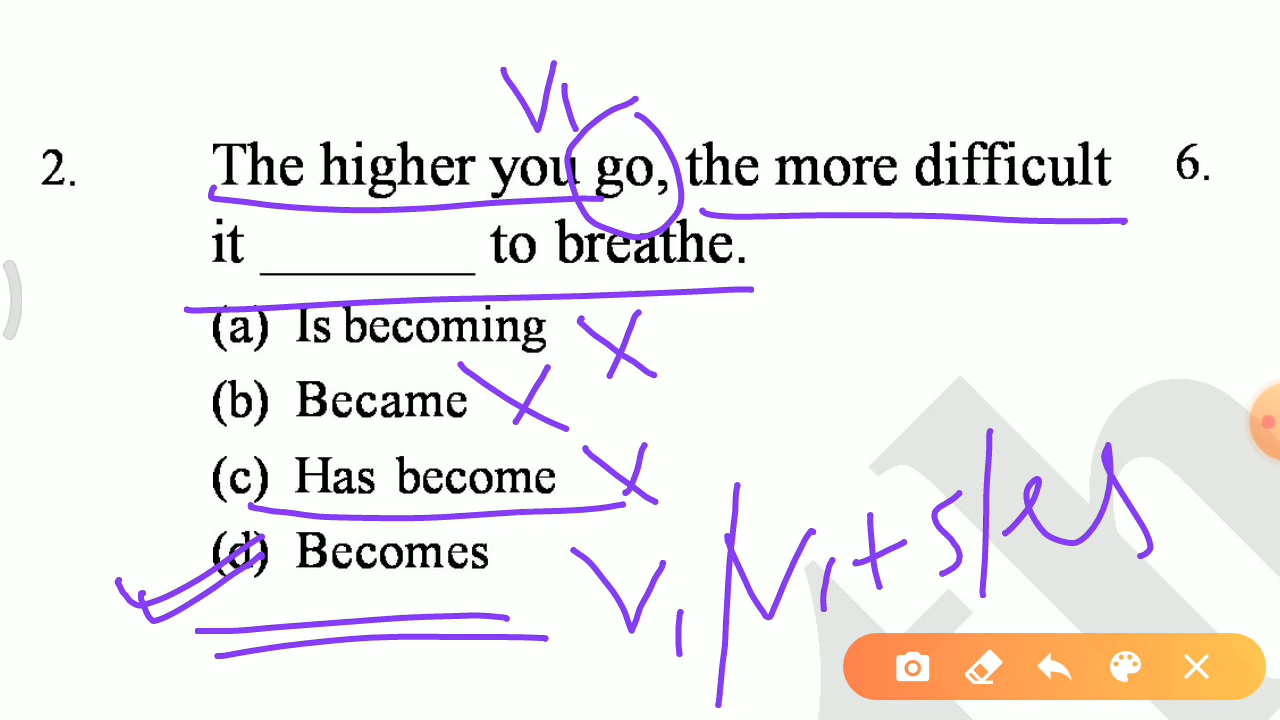 V₁
2. The higher you go, the more difficult 6.
it ________ to breathe.
(a) Is becoming
(b) Became
(c) Has become
(d) Becomes
V₁/V₁+s/es